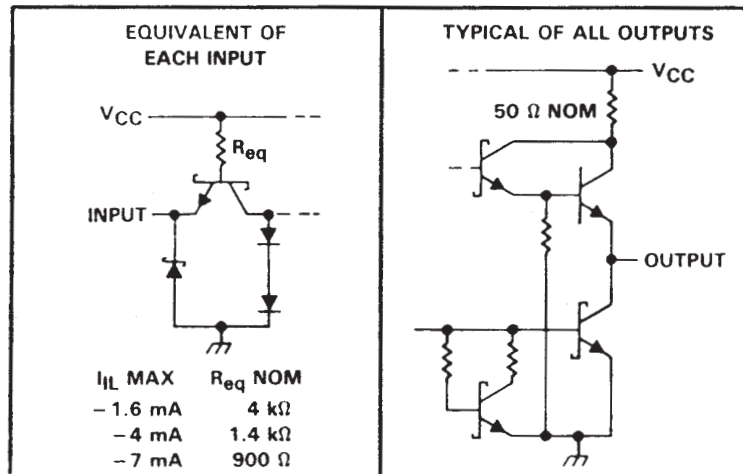 EQUIVALENT OF
EACH INPUT
VCC
Req
INPUT
IIL MAX Req NOM
−1.6 mA 4 kΩ
−4 mA 1.4 kΩ
−7 mA 900 Ω
TYPICAL OF ALL OUTPUTS
VCC
50 Ω NOM
OUTPUT